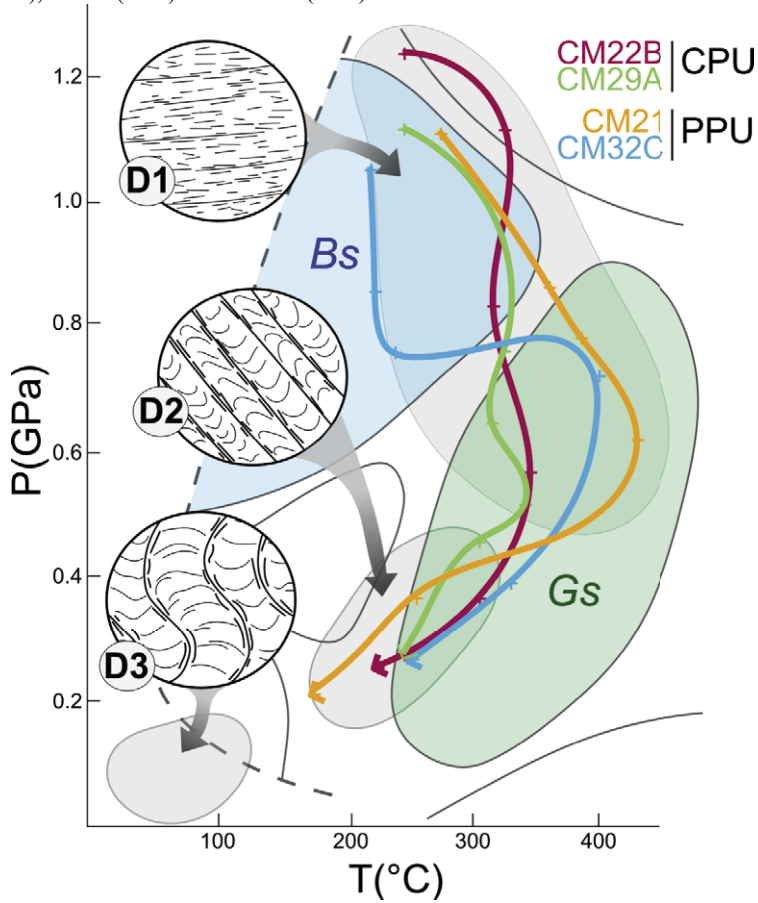 1.2
1.0
0.8
0.6
0.4
0.2
P(GPa)
100
200
300
400
T(°C)
CM22B
CM29A
CPU
CM21
CM32C
PPU
D1
D2
D3
Bs
Gs